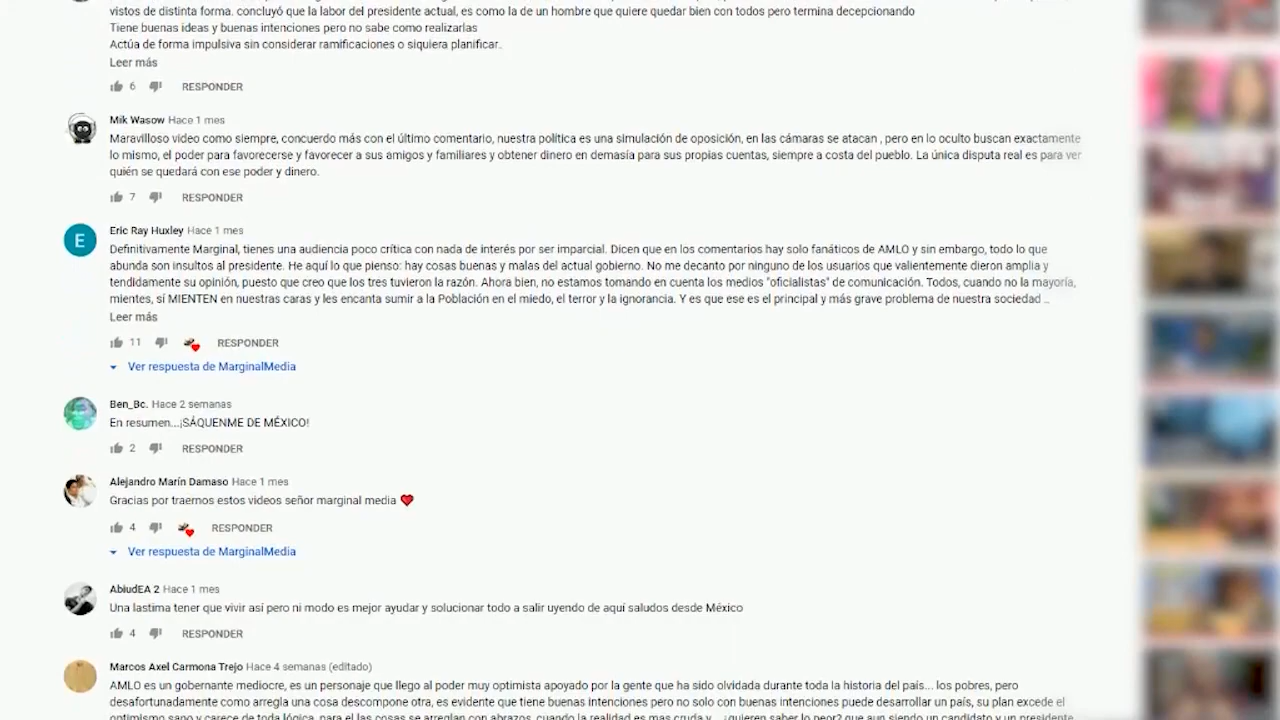 vistos de distinta forma. concluyó que la labor del presidente actual, es como la de un hombre que quiere quedar bien con todos pero termina decepcionando
Tiene buenas ideas y buenas intenciones pero no sabe como realizarlas
Actúa de forma impulsiva sin considerar ramificaciones o siquiera planificar.
Leer más
6 RESPONDER
Mik Wasow Hace 1 mes
Maravilloso video como siempre, concuerdo más con el último comentario, nuestra política es una simulación de oposición, en las cámaras se atacan , pero en lo oculto buscan exactamente
lo mismo, el poder para favorecerse y favorecer a sus amigos y familiares y obtener dinero en demasía para sus propias cuentas, siempre a costa del pueblo. La única disputa real es para ver
quién se quedará con ese poder y dinero.
7 RESPONDER
E
Eric Ray Huxley Hace 1 mes
Definitivamente Marginal, tienes una audiencia poco crítica con nada de interés por ser imparcial. Dicen que en los comentarios hay solo fanáticos de AMLO y sin embargo, todo lo que
abunda son insultos al presidente. He aquí lo que pienso: hay cosas buenas y malas del actual gobierno. No me decanto por ninguno de los usuarios que valientemente dieron amplia y
tendidamente su opinión, puesto que creo que los tres tuvieron la razón. Ahora bien, no estamos tomando en cuenta los medios "oficialistas" de comunicación. Todos, cuando no la mayoría,
mientes, sí MIENTEN en nuestras caras y les encanta sumir a la Población en el miedo, el terror y la ignorancia. Y es que ese es el principal y más grave problema de nuestra sociedad ..
Leer más
11 RESPONDER
Ver respuesta de MarginalMedia
Ben_Bc. Hace 2 semanas
En resumen...¡SÁQUENME DE MÉXICO!
2 RESPONDER
Alejandro Marín Damaso Hace 1 mes
Gracias por traernos estos videos señor marginal media ❤
4 RESPONDER
Ver respuesta de MarginalMedia
AbiudEA 2 Hace 1 mes
Una lastima tener que vivir así pero ni modo es mejor ayudar y solucionar todo a salir uyendo de aquí saludos desde México
4 RESPONDER
Marcos Axel Carmona Trejo Hace 4 semanas (editado)
AMLO es un gobernante mediocre, es un personaje que llego al poder muy optimista apoyado por la gente que ha sido olvidada durante toda la historia del país... los pobres, pero
desafortunadamente como arregla una cosa descompone otra, es evidente que tiene buenas intenciones pero no solo con buenas intenciones puede desarrollar un país, su plan excede el
optimismo sano y carece de toda lógica, para el las cosas se arreglan con abrazos, cuando la realidad es mas cruda y... ¿quieren saber lo peor? que aun siendo un candidato y un presidente